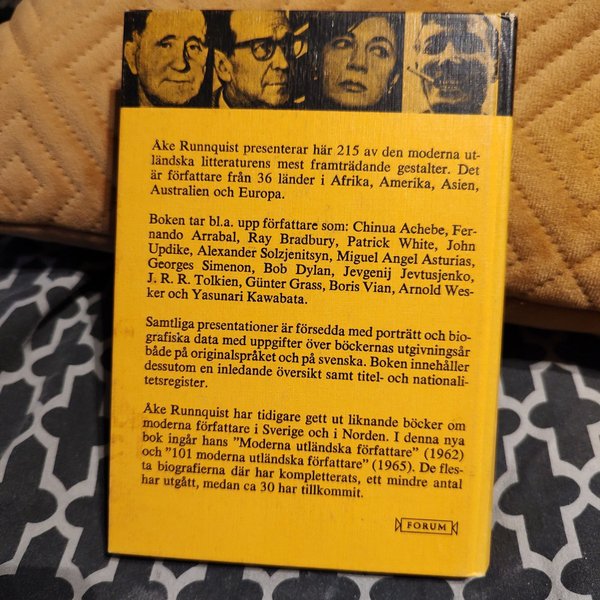 Åke Runnquist presenterar här 215 av den moderna ut-
ländska litteraturens mest framträdande gestalter. Det
är författare från 36 länder i Afrika, Amerika, Asien,
Australien och Europa.
Boken tar bl.a. upp författare som: Chinua Achebe, Fer-
nando Arrabal, Ray Bradbury, Patrick White, John
Updike, Alexander Solzjenitsyn, Miguel Angel Asturias,
Georges Simenon, Bob Dylan, Jevgenij Jevtusjenko,
J. R. R. Tolkien, Günter Grass, Boris Vian, Arnold Wes-
ker och Yasunari Kawabata.
Samtliga presentationer är försedda med porträtt och bio-
grafiska data med uppgifter över böckernas utgivningsår
både på originalspråket och på svenska. Boken innehåller
dessutom en inledande översikt samt titel- och nationali-
tetsregister.
Åke Runnquist har tidigare gett ut liknande böcker om
moderna författare i Sverige och i Norden. I denna nya
bok ingår hans "Moderna utländska författare" (1962)
och "101 moderna utländska författare" (1965). De fles-
ta biografierna där har kompletterats, ett mindre antal
har utgått, medan ca 30 har tillkommit.
FORUM